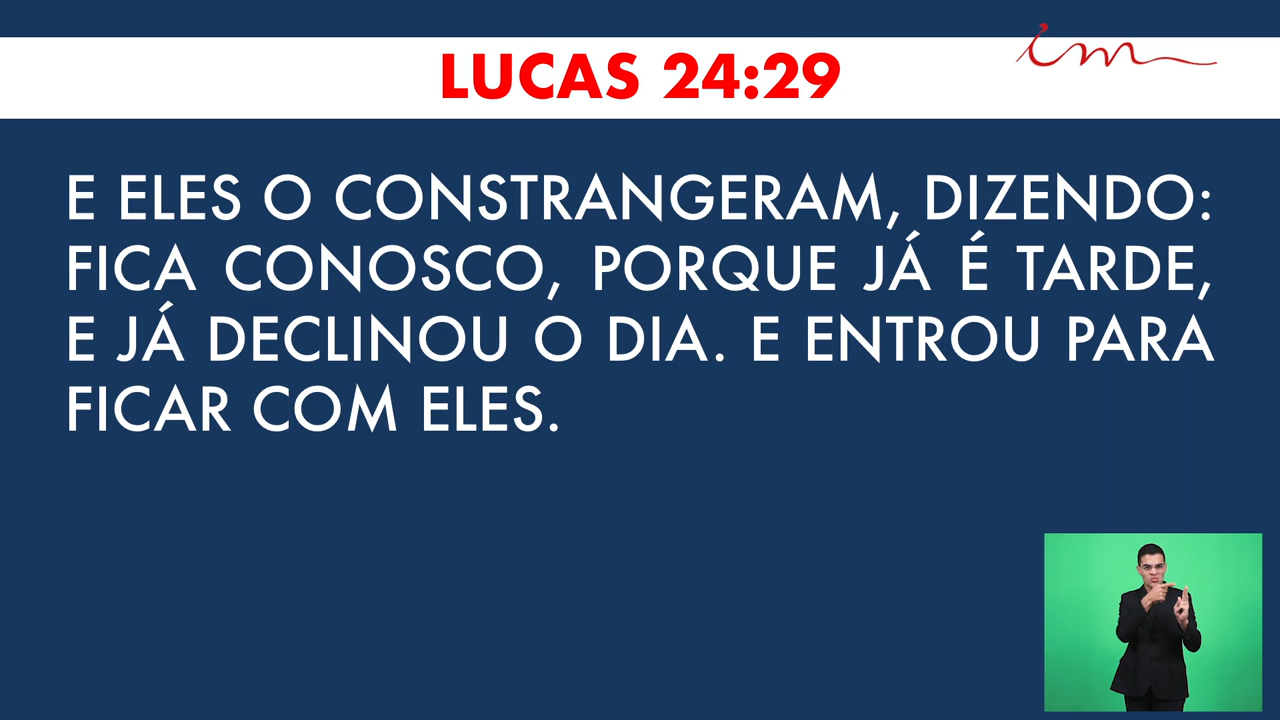 LUCAS 24:29
im
E ELES O CONSTRANGERAM, DIZENDO:
FICA CONOSCO, PORQUE JÁ É TARDE,
E JÁ DECLINOU O DIA. E ENTROU PARA
FICAR COM ELES.